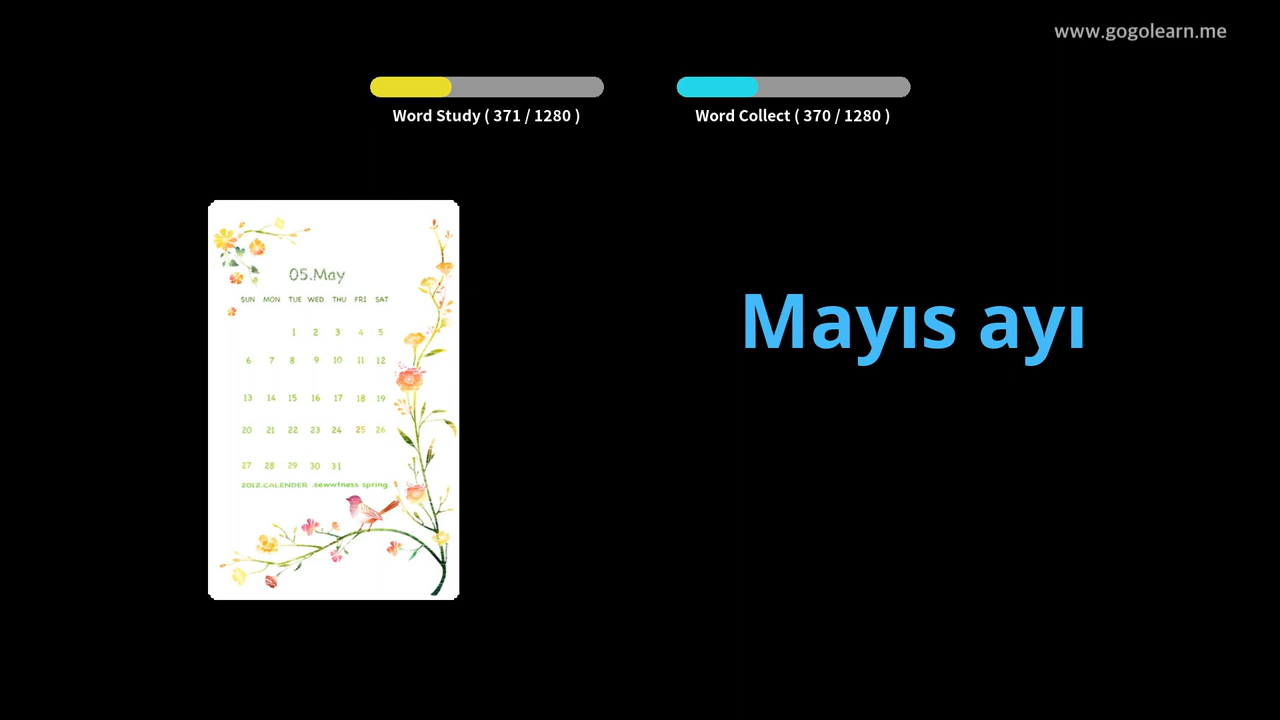 www.gogolearn.me
Word Study ( 371 / 1280 )
Word Collect ( 370 / 1280 )
05.May
SUN MON TUE WED THU FRI SAT
1 2 3 4 5
6 7 8 9 10 11 12
13 14 15 16 17 18 19
20 21 22 23 24 25 26
27 28 29 30 31
2012.CALENDER .sewwtness spring
Mayıs ayı